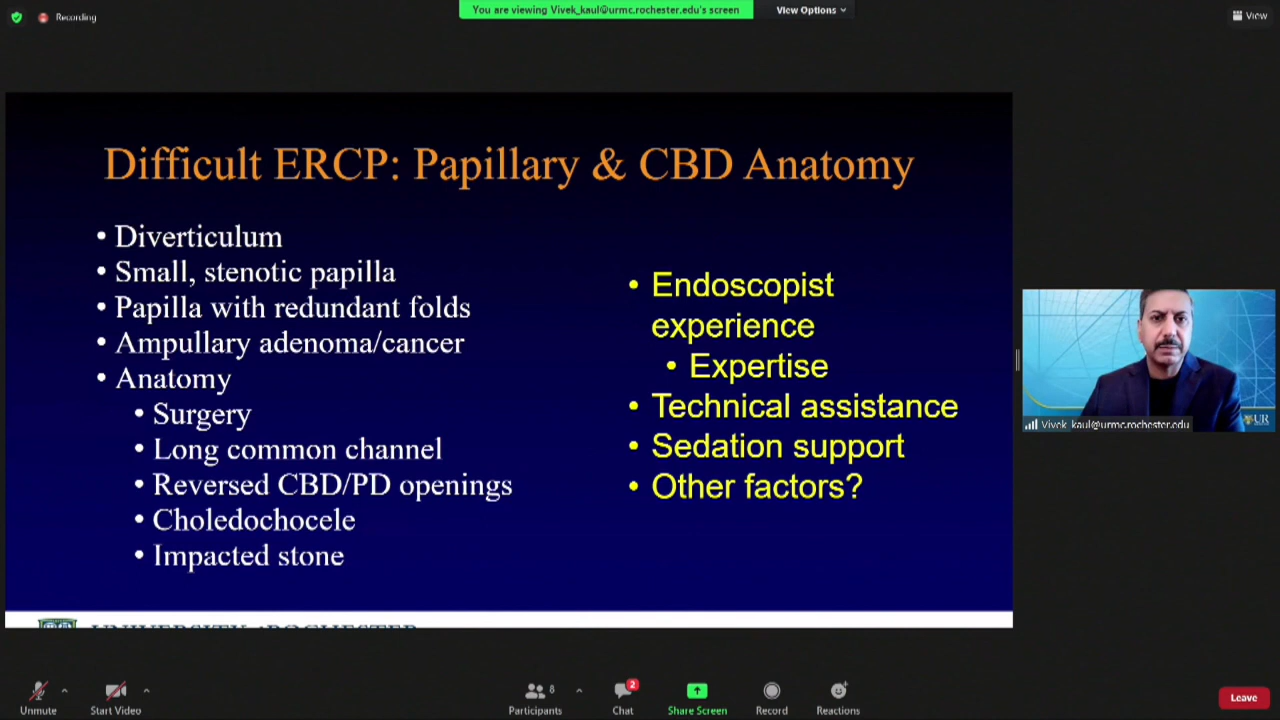 Recording
You are viewing Vivek_kaul@urmc.rochester.edu's screen
View Options
View
Difficult ERCP: Papillary & CBD Anatomy
• Diverticulum
• Small, stenotic papilla
• Papilla with redundant folds
• Ampullary adenoma/cancer
• Anatomy
• Surgery
• Long common channel
• Reversed CBD/PD openings
• Choledochocele
• Impacted stone
• Endoscopist
experience
• Expertise
• Technical assistance
• Sedation support
• Other factors?
UR
Vivek_kaul@urmc.rochester.edu
UNIVERSITY of ROCHESTER
Unmute
Start Video
8
Participants
2
Chat
Share Screen
Record
Reactions
Leave